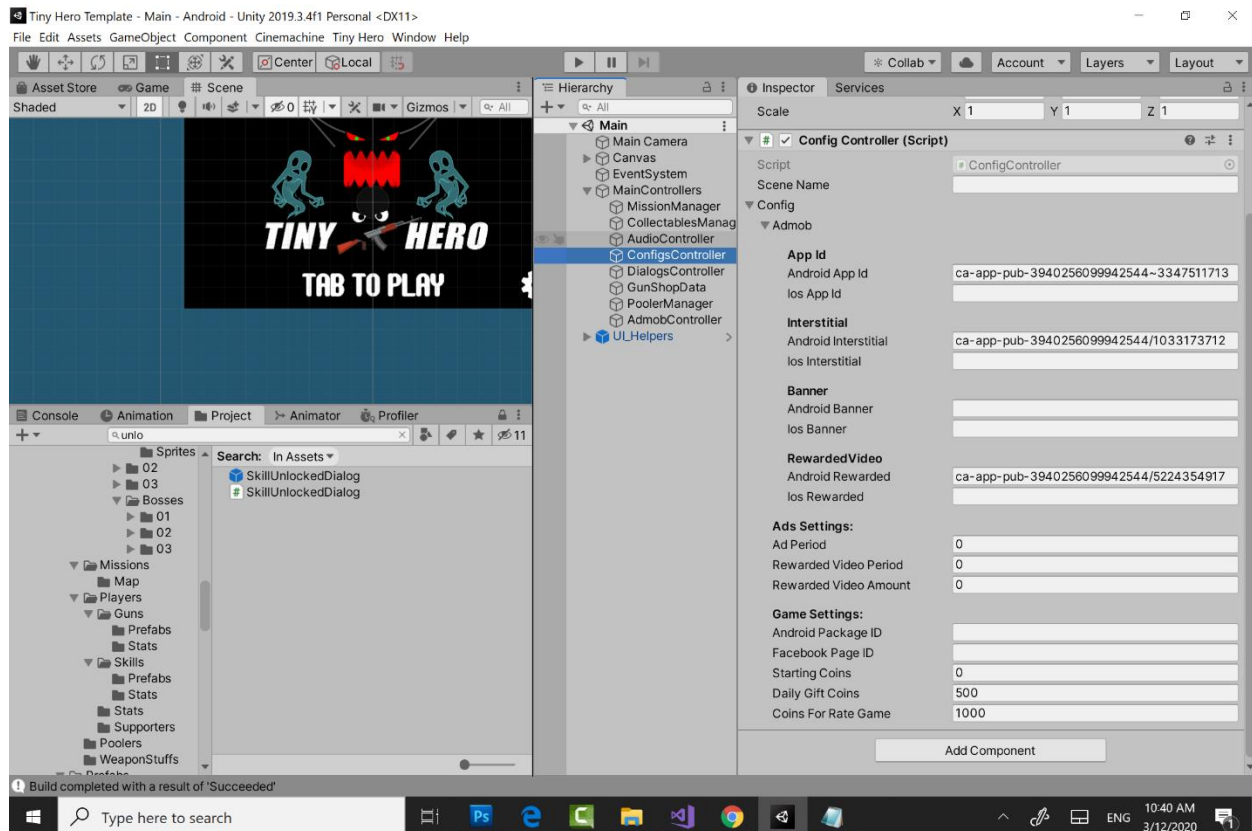 Tiny Hero Template - Main - Android - Unity 2019.3.4f1 Personal <DX11>
File Edit Assets GameObject Component Cinemachine Tiny Hero Window Help
Center Local Collab Account Layers Layout
Asset Store Game Scene
Shaded 2D 0 Gizmos All
TINY HERO
TAB TO PLAY
Hierarchy
All
Main
Main Camera
Canvas
EventSystem
MainControllers
MissionManager
CollectablesManag
AudioController
ConfigsController
DialogsController
GunShopData
PoolerManager
AdmobController
UI_Helpers
Console Animation Project Animator Profiler
unlo 11
Sprites
02
03
Bosses
01
02
03
Missions
Map
Players
Guns
Prefabs
Stats
Skills
Prefabs
Stats
Stats
Supporters
Poolers
WeaponStuffs
Prefabs
Search: In Assets
SkillUnlockedDialog
SkillUnlockedDialog
Inspector Services
Scale X 1 Y 1 Z 1
# Config Controller (Script)
Script ConfigController
Scene Name
Config
Admob
App Id
Android App Id ca-app-pub-3940256099942544~3347511713
Ios App Id
Interstitial
Android Interstitial ca-app-pub-3940256099942544/1033173712
Ios Interstitial
Banner
Android Banner
Ios Banner
RewardedVideo
Android Rewarded ca-app-pub-3940256099942544/5224354917
Ios Rewarded
Ads Settings:
Ad Period 0
Rewarded Video Period 0
Rewarded Video Amount 0
Game Settings:
Android Package ID
Facebook Page ID
Starting Coins 0
Daily Gift Coins 500
Coins For Rate Game 1000
Add Component
Build completed with a result of 'Succeeded'
Type here to search
Ps
ENG
10:40 AM
3/12/2020
1